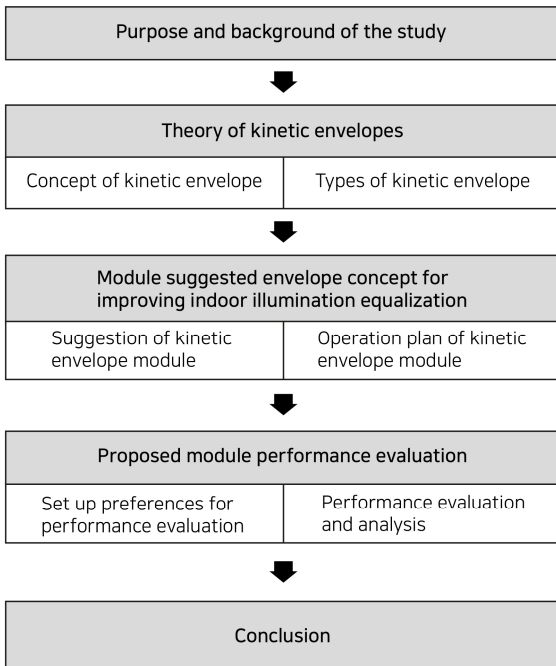 Purpose and background of the study
Theory of kinetic envelopes
Concept of kinetic envelope
Types of kinetic envelope
Module suggested envelope concept for
improving indoor illumination equalization
Suggestion of kinetic
envelope module
Operation plan of kinetic
envelope module
Proposed module performance evaluation
Set up preferences for
performance evaluation
Performance evaluation
and analysis
Conclusion